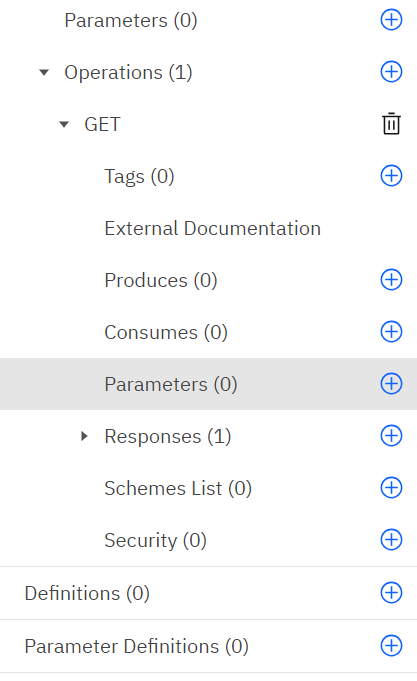 Parameters (0)
Operations (1)
GET
Tags (0)
External Documentation
Produces (0)
Consumes (0)
Parameters (0)
Responses (1)
Schemes List (0)
Security (0)
Definitions (0)
Parameter Definitions (0)